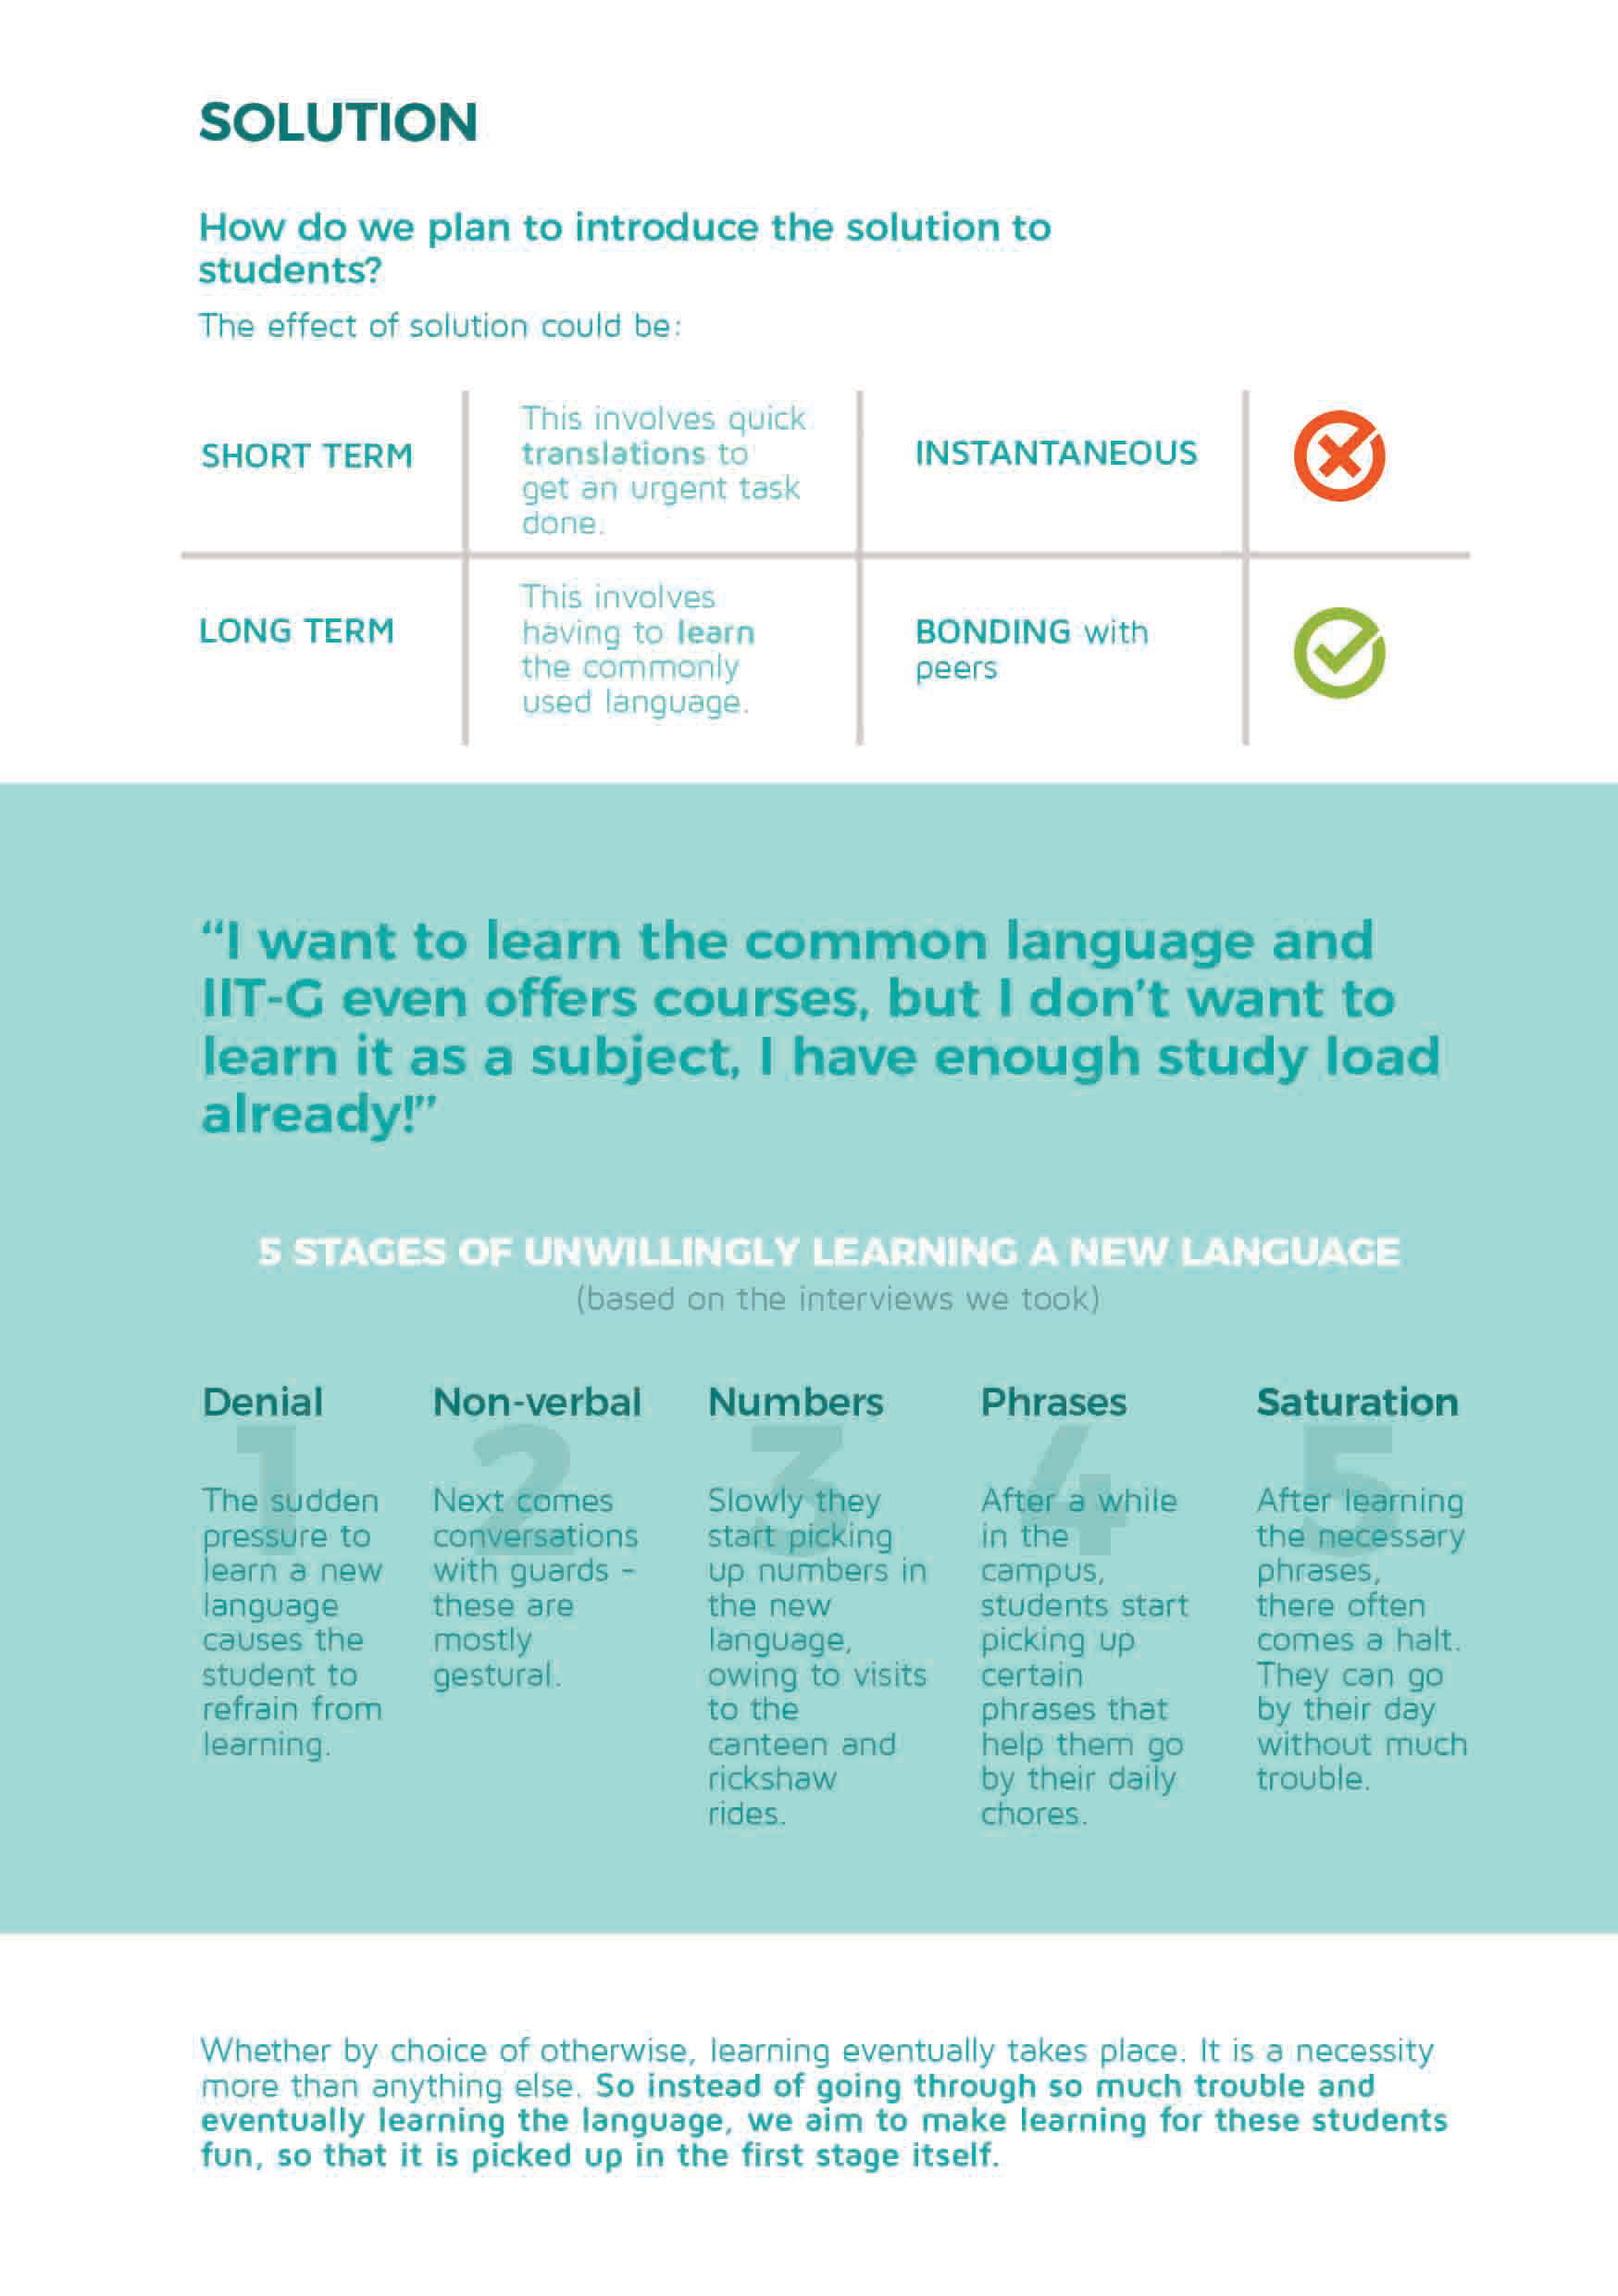 SOLUTION
How do we plan to introduce the solution to
students?
The effect of solution could be:
SHORT TERM
This involves quick
translations to
get an urgent task
done.
INSTANTANEOUS
LONG TERM
This involves
having to learn
the commonly
used language.
BONDING with
peers
“I want to learn the common language and
IIT-G even offers courses, but I don’t want to
learn it as a subject, I have enough study load
already!”
5 STAGES OF UNWILLINGLY LEARNING A NEW LANGUAGE
(based on the interviews we took)
Denial
1
The sudden
pressure to
learn a new
language
causes the
student to
refrain from
learning.
Non-verbal
2
Next comes
conversations
with guards -
these are
mostly
gestural.
Numbers
3
Slowly they
start picking
up numbers in
the new
language,
owing to visits
to the
canteen and
rickshaw
rides.
Phrases
4
After a while
in the
campus,
students start
picking up
certain
phrases that
help them go
by their daily
chores.
Saturation
5
After learning
the necessary
phrases,
there often
comes a halt.
They can go
by their day
without much
trouble.
Whether by choice of otherwise, learning eventually takes place. It is a necessity
more than anything else. So instead of going through so much trouble and
eventually learning the language, we aim to make learning for these students
fun, so that it is picked up in the first stage itself.